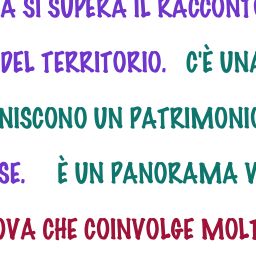 A SI SUPERA IL RACCONTO
DEL TERRITORIO. C'È UNA
NISCONO UN PATRIMONIO
SE. È UN PANORAMA V
OVA CHE COINVOLGE MOLT